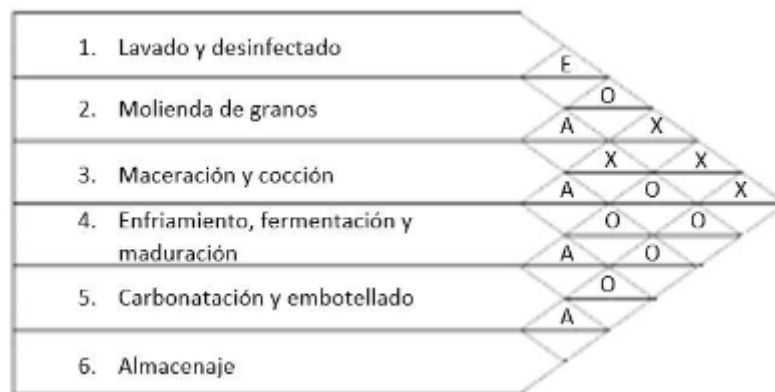 1. Lavado y desinfectado
E
O
2. Molienda de granos
A
X
X
X
3. Maceración y cocción
A
O
X
O
O
4. Enfriamiento, fermentación y
maduración
A
O
O
5. Carbonatación y embotellado
A
6. Almacenaje